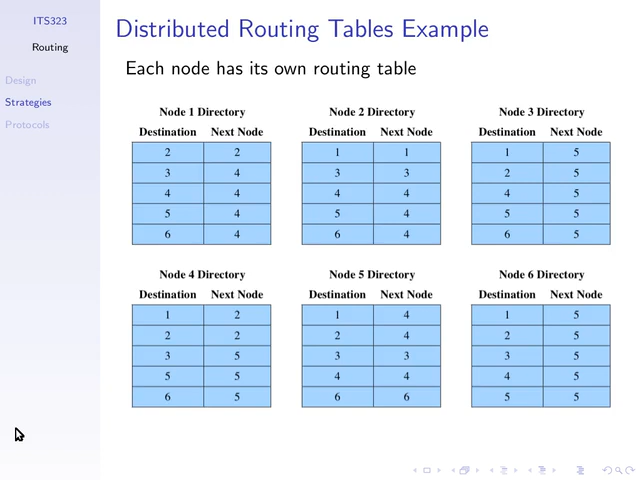 ITS323
Routing
Design
Strategies
Protocols
Distributed Routing Tables Example
Each node has its own routing table
Node 1 Directory
Destination Next Node
2 2
3 4
4 4
5 4
6 4
Node 2 Directory
Destination Next Node
1 1
3 3
4 4
5 4
6 4
Node 3 Directory
Destination Next Node
1 5
2 5
4 5
5 5
6 5
Node 4 Directory
Destination Next Node
1 2
2 2
3 5
5 5
6 5
Node 5 Directory
Destination Next Node
1 4
2 4
3 3
4 4
6 6
Node 6 Directory
Destination Next Node
1 5
2 5
3 5
4 5
5 5